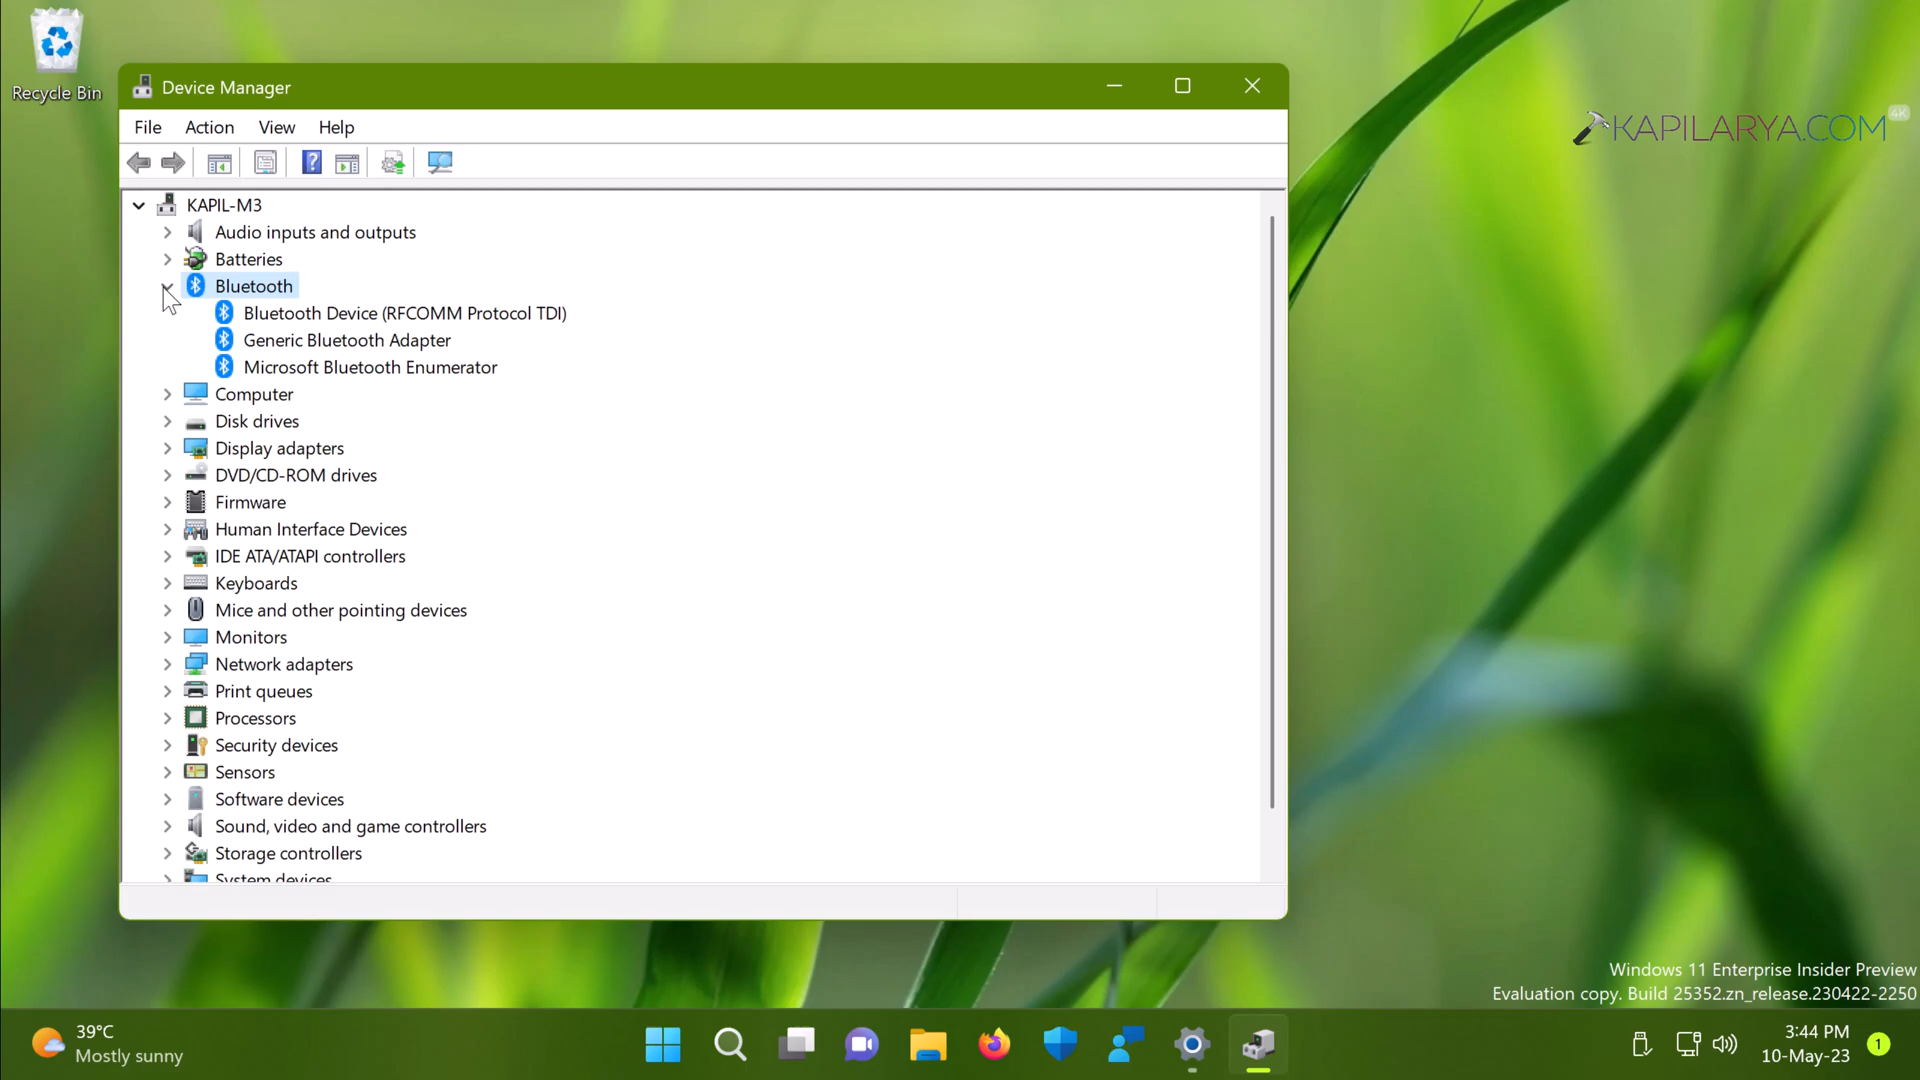 Recycle Bin
Device Manager
File Action View Help
KAPIL-M3
Audio inputs and outputs
Batteries
Bluetooth
Bluetooth Device (RFCOMM Protocol TDI)
Generic Bluetooth Adapter
Microsoft Bluetooth Enumerator
Computer
Disk drives
Display adapters
DVD/CD-ROM drives
Firmware
Human Interface Devices
IDE ATA/ATAPI controllers
Keyboards
Mice and other pointing devices
Monitors
Network adapters
Print queues
Processors
Security devices
Sensors
Software devices
Sound, video and game controllers
Storage controllers
System devices
KAPILARYA.COM
4K
Windows 11 Enterprise Insider Preview
Evaluation copy. Build 25352.zn_release.230422-2250
39°C
Mostly sunny
3:44 PM
10-May-23
1